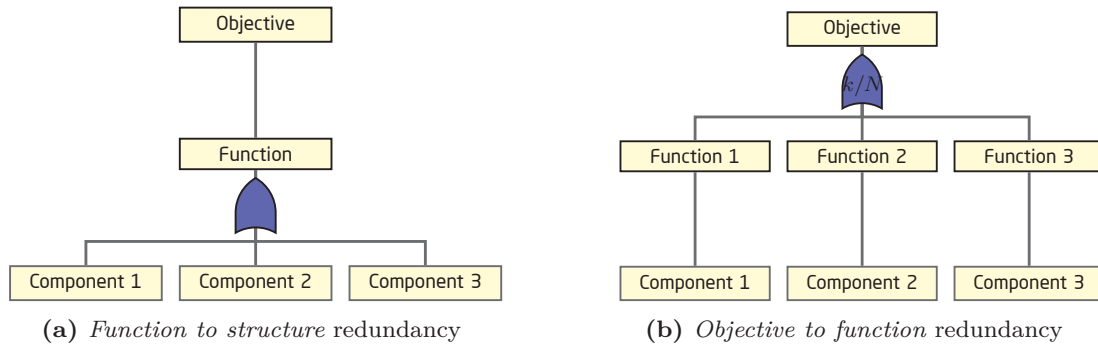 Objective
Function
Component 1 Component 2 Component 3
(a) Function to structure redundancy
Objective
k/N
Function 1 Function 2 Function 3
Component 1 Component 2 Component 3
(b) Objective to function redundancy